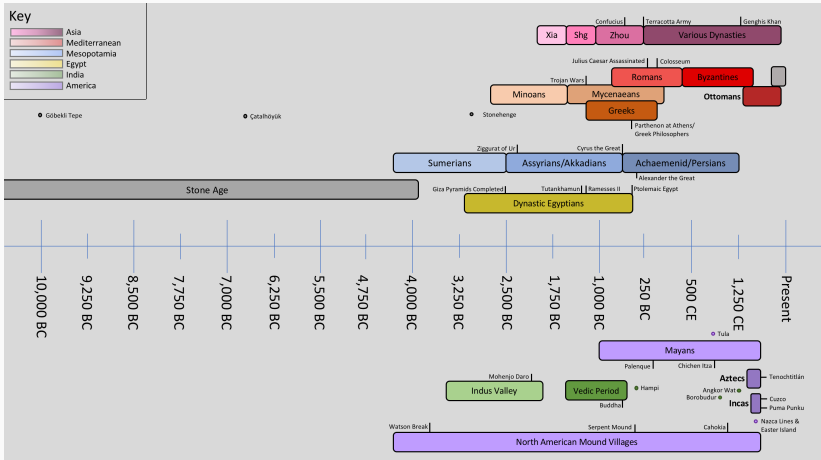 Key
Asia
Mediterranean
Mesopotamia
Egypt
India
America
Confucius
Terracotta Army
Genghis Khan
Xia
Shg
Zhou
Various Dynasties
Julius Caesar Assassinated
Colosseum
Trojan Wars
Romans
Byzantines
Minoans
Mycenaeans
Ottomans
Greeks
Parthenon at Athens/
Greek Philosophers
Göbekli Tepe
Çatalhöyük
Stonehenge
Ziggurat of Ur
Cyrus the Great
Sumerians
Assyrians/Akkadians
Achaemenid/Persians
Alexander the Great
Stone Age
Giza Pyramids Completed
Tutankhamun
Ramesses II
Ptolemaic Egypt
Dynastic Egyptians
10,000 BC
9,250 BC
8,500 BC
7,750 BC
7,000 BC
6,250 BC
5,500 BC
4,750 BC
4,000 BC
3,250 BC
2,500 BC
1,750 BC
1,000 BC
250 BC
500 CE
1,250 CE
Present
Tula
Mayans
Palenque
Chichen Itza
Mohenjo Daro
Aztecs
Tenochtitlán
Indus Valley
Vedic Period
Hampi
Angkor Wat
Borobudur
Buddha
Incas
Cuzco
Puma Punku
Nazca Lines &
Easter Island
Watson Break
Serpent Mound
Cahokia
North American Mound Villages